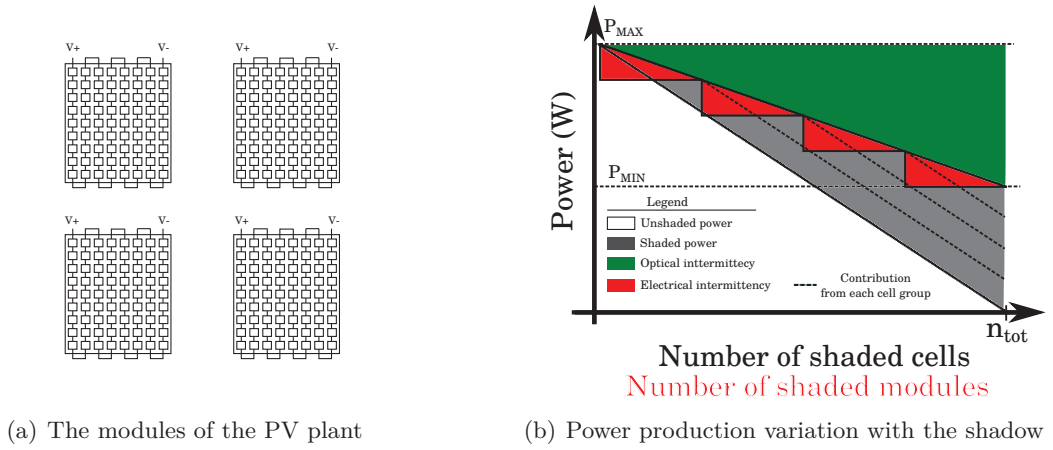 V+ V- V+ V-
V+ V- V+ V-
P_MAX
P_MIN
Power (W)
Legend
Unshaded power
Shaded power
Optical inttermittecy
Electrical intermittency
Contribution
from each cell group
n_tot
Number of shaded cells
Number of shaded modules
(a) The modules of the PV plant
(b) Power production variation with the shadow